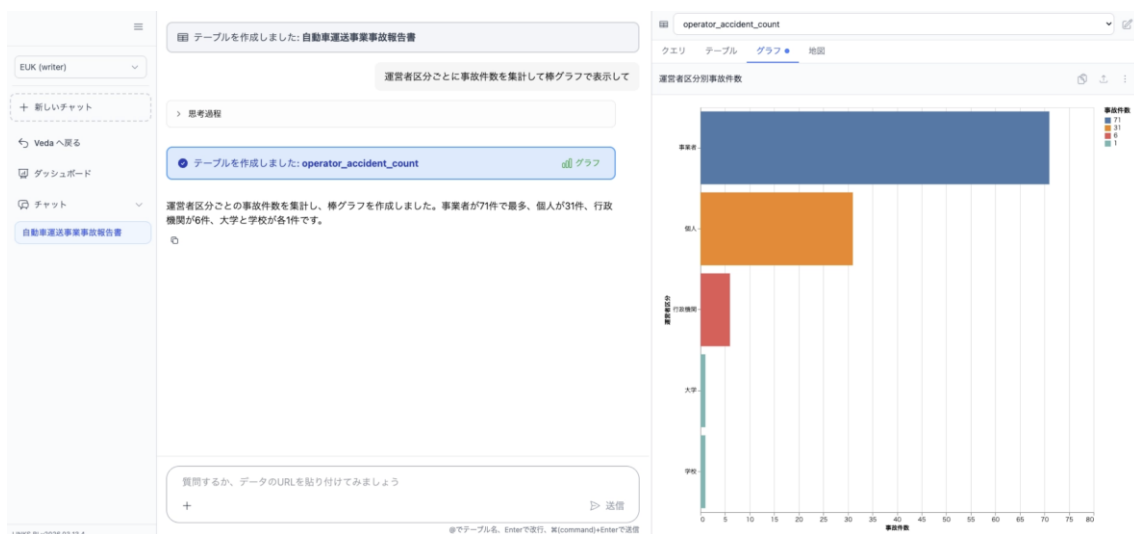 EUK (writer)
+ 新しいチャット
Veda へ戻る
ダッシュボード
チャット
自動車運送事業事故報告書
テーブルを作成しました: 自動車運送事業事故報告書
運営者区分ごとに事故件数を集計して棒グラフで表示して
> 思考過程
テーブルを作成しました: operator_accident_count
グラフ
運営者区分ごとの事故件数を集計し、棒グラフを作成しました。事業者が71件で最多、個人が31件、行政
機関が6件、大学と学校が各1件です。
質問するか、データのURLを貼り付けてみましょう
+
送信
@でテーブル名、Enterで改行、⌘(command)+Enterで送信
operator_accident_count
クエリ テーブル グラフ 地図
運営者区分別事故件数
事故件数
71
31
6
1
運営者区分
事業者
個人
行政機関
大学
学校
0 5 10 15 20 25 30 35 40 45 50 55 60 65 70 75 80
事故件数